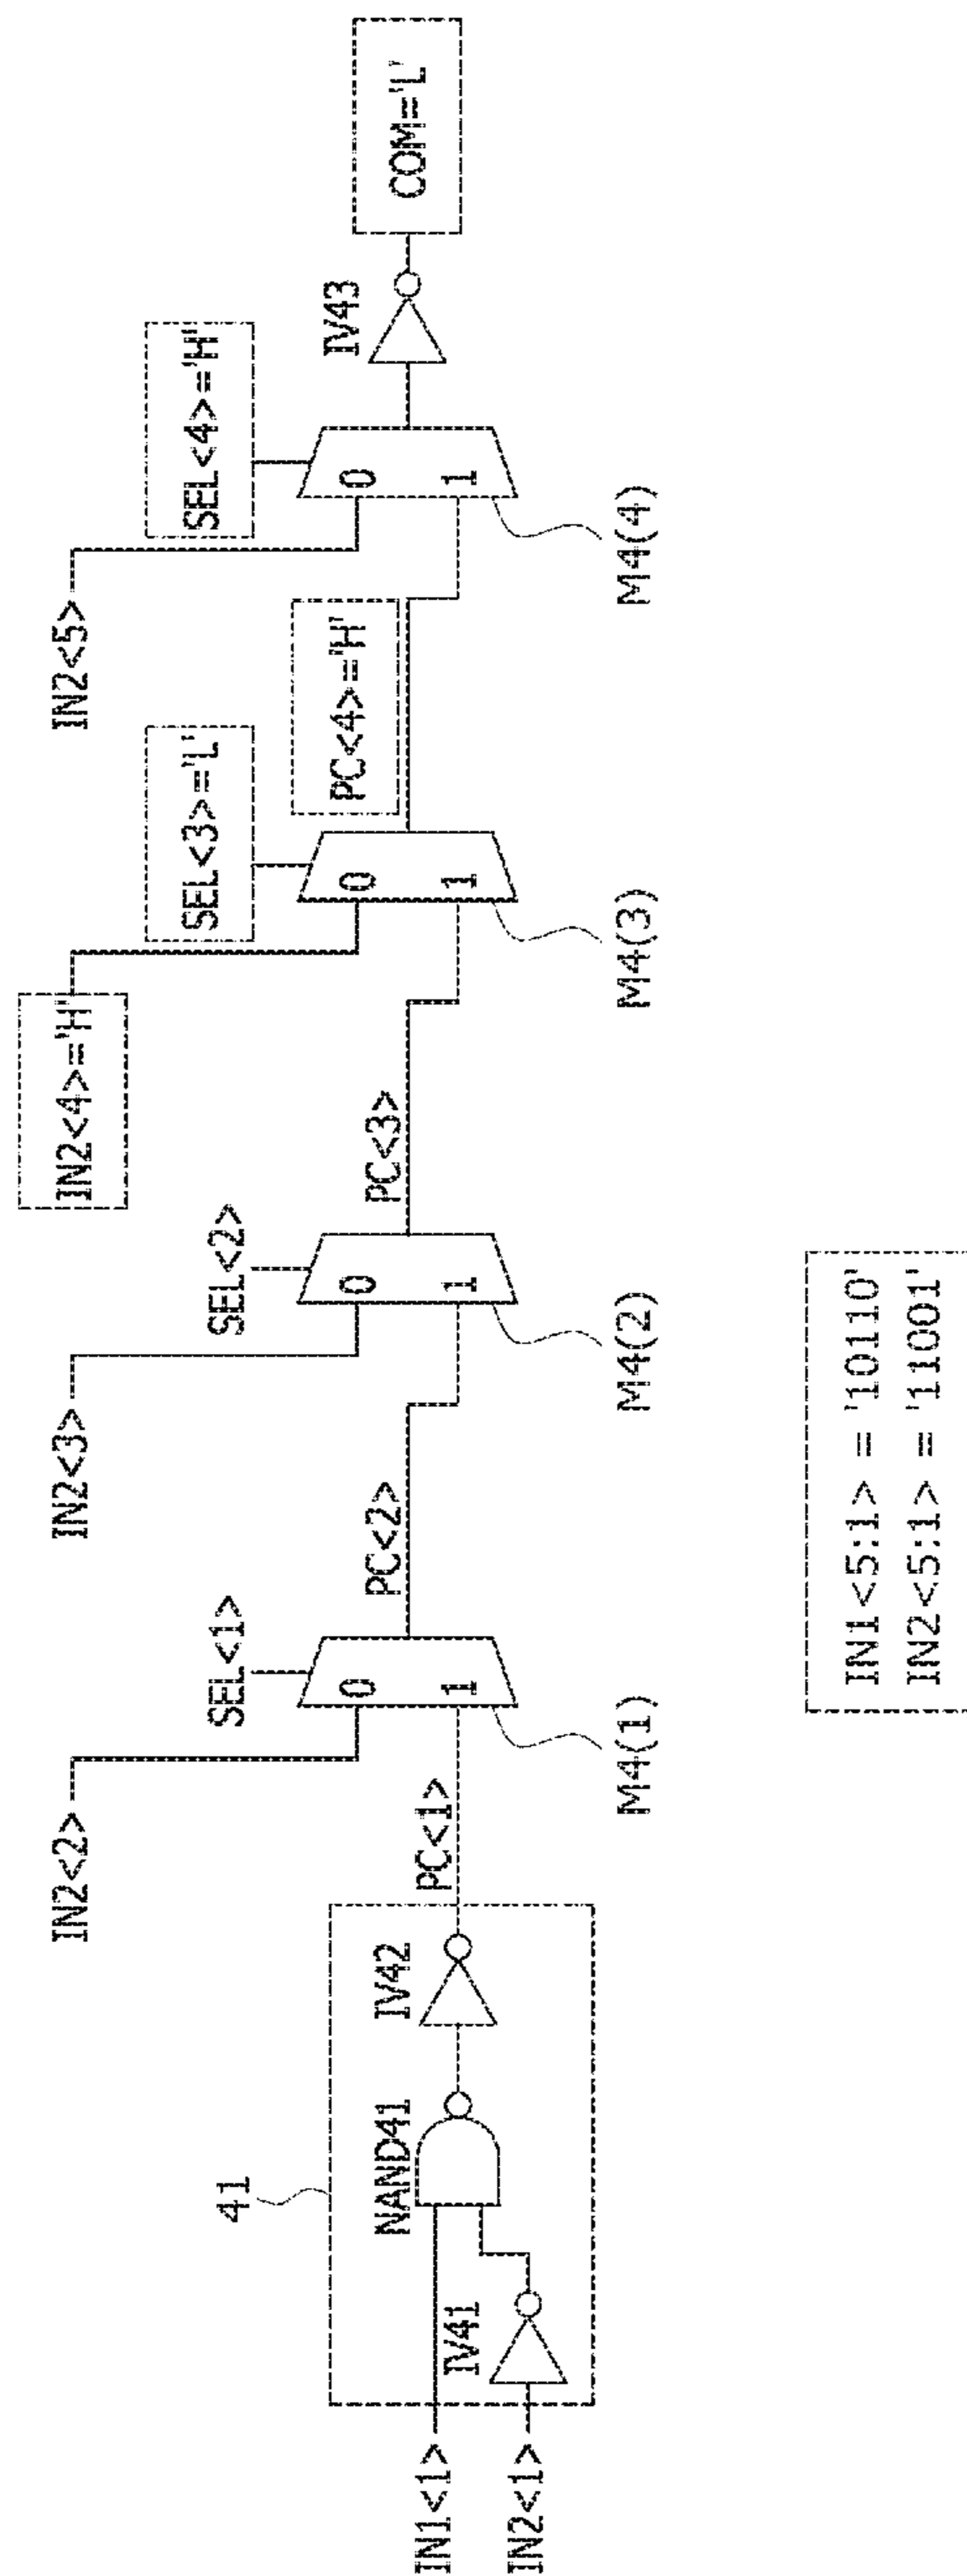 IN1<1>
IN2<1>
41
IV41
NAND41
IV42
PC<1>
IN2<2>
SEL<1>
0
1
M4(1)
PC<2>
IN2<3>
SEL<2>
0
1
M4(2)
PC<3>
IN2<4>='H'
SEL<3>='L'
0
1
M4(3)
PC<4>='H'
IN2<5>
SEL<4>='H'
0
1
M4(4)
IV43
COM='L'
IN1<5:1> = '10110'
IN2<5:1> = '11001'